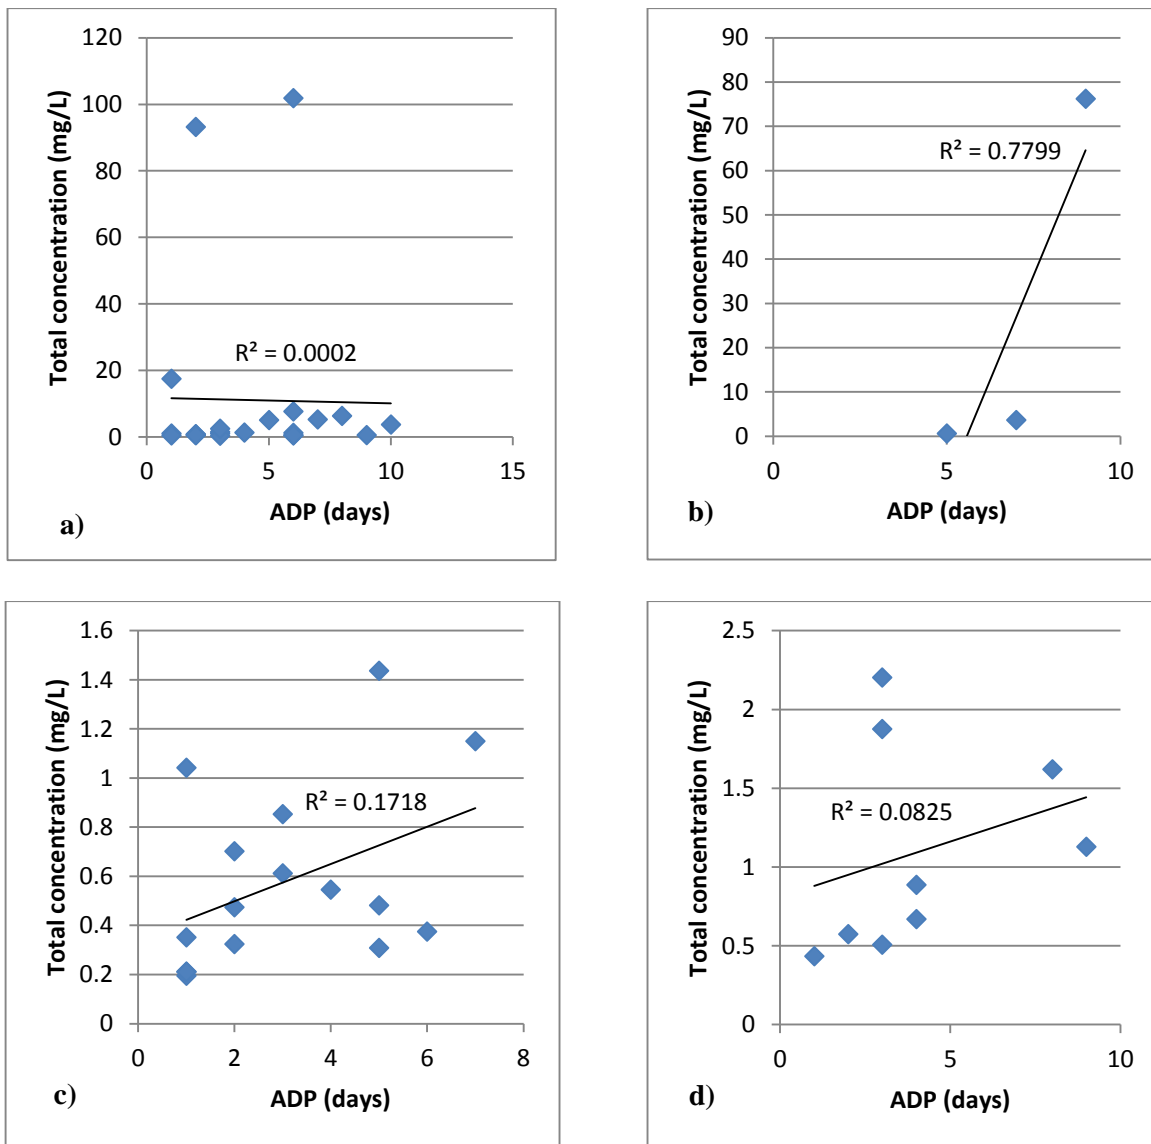 120
100
80
60
40
20
0
Total concentration (mg/L)
R² = 0.0002
0 5 10 15
ADP (days)
a)
90
80
70
60
50
40
30
20
10
0
Total concentration (mg/L)
R² = 0.7799
0 5 10
ADP (days)
b)
1.6
1.4
1.2
1
0.8
0.6
0.4
0.2
0
Total concentration (mg/L)
R² = 0.1718
0 2 4 6 8
ADP (days)
c)
2.5
2
1.5
1
0.5
0
Total concentration (mg/L)
R² = 0.0825
0 5 10
ADP (days)
d)